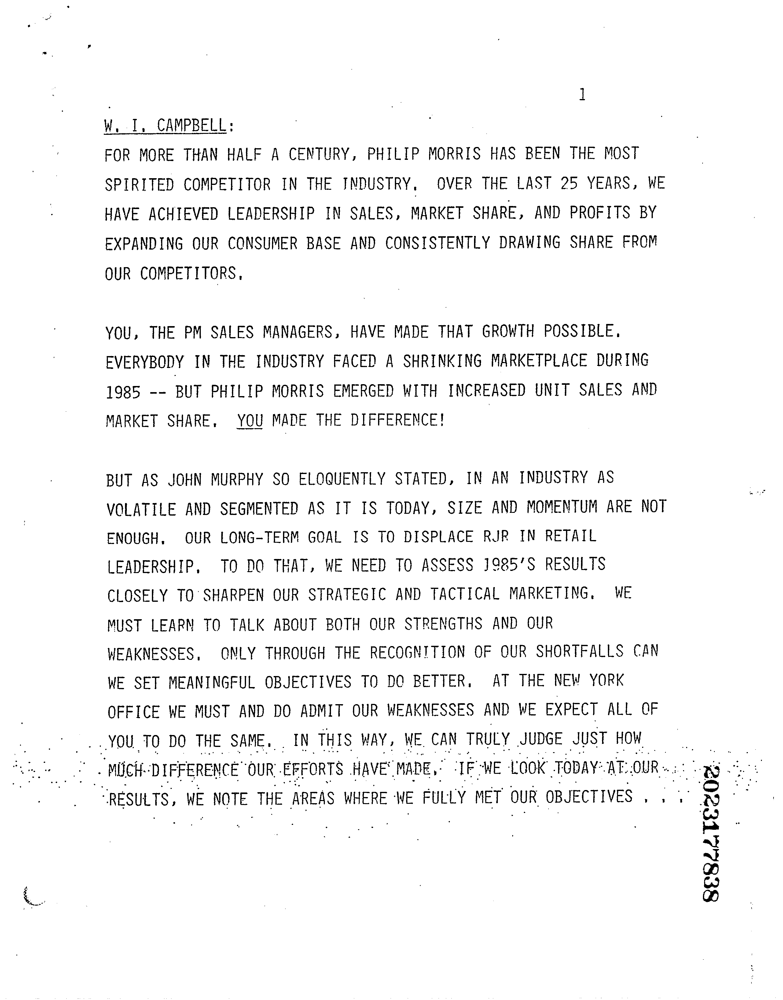 1
W. I. CAMPBELL:
FOR MORE THAN HALF A CENTURY, PHILIP MORRIS HAS BEEN THE MOST
SPIRITED COMPETITOR IN THE INDUSTRY. OVER THE LAST 25 YEARS, WE
HAVE ACHIEVED LEADERSHIP IN SALES, MARKET SHARE, AND PROFITS BY
EXPANDING OUR CONSUMER BASE AND CONSISTENTLY DRAWING SHARE FROM
OUR COMPETITORS.
YOU, THE PM SALES MANAGERS, HAVE MADE THAT GROWTH POSSIBLE.
EVERYBODY IN THE INDUSTRY FACED A SHRINKING MARKETPLACE DURING
1985 -- BUT PHILIP MORRIS EMERGED WITH INCREASED UNIT SALES AND
MARKET SHARE. YOU MADE THE DIFFERENCE!
BUT AS JOHN MURPHY SO ELOQUENTLY STATED, IN AN INDUSTRY AS
VOLATILE AND SEGMENTED AS IT IS TODAY, SIZE AND MOMENTUM ARE NOT
ENOUGH. OUR LONG-TERM GOAL IS TO DISPLACE RJR IN RETAIL
LEADERSHIP. TO DO THAT, WE NEED TO ASSESS 1985'S RESULTS
CLOSELY TO SHARPEN OUR STRATEGIC AND TACTICAL MARKETING. WE
MUST LEARN TO TALK ABOUT BOTH OUR STRENGTHS AND OUR
WEAKNESSES. ONLY THROUGH THE RECOGNITION OF OUR SHORTFALLS CAN
WE SET MEANINGFUL OBJECTIVES TO DO BETTER. AT THE NEW YORK
OFFICE WE MUST AND DO ADMIT OUR WEAKNESSES AND WE EXPECT ALL OF
YOU TO DO THE SAME. IN THIS WAY, WE CAN TRULY JUDGE JUST HOW
MUCH DIFFERENCE OUR EFFORTS HAVE MADE. IF WE LOOK TODAY AT OUR
RESULTS, WE NOTE THE AREAS WHERE WE FULLY MET OUR OBJECTIVES . . .
2023177838